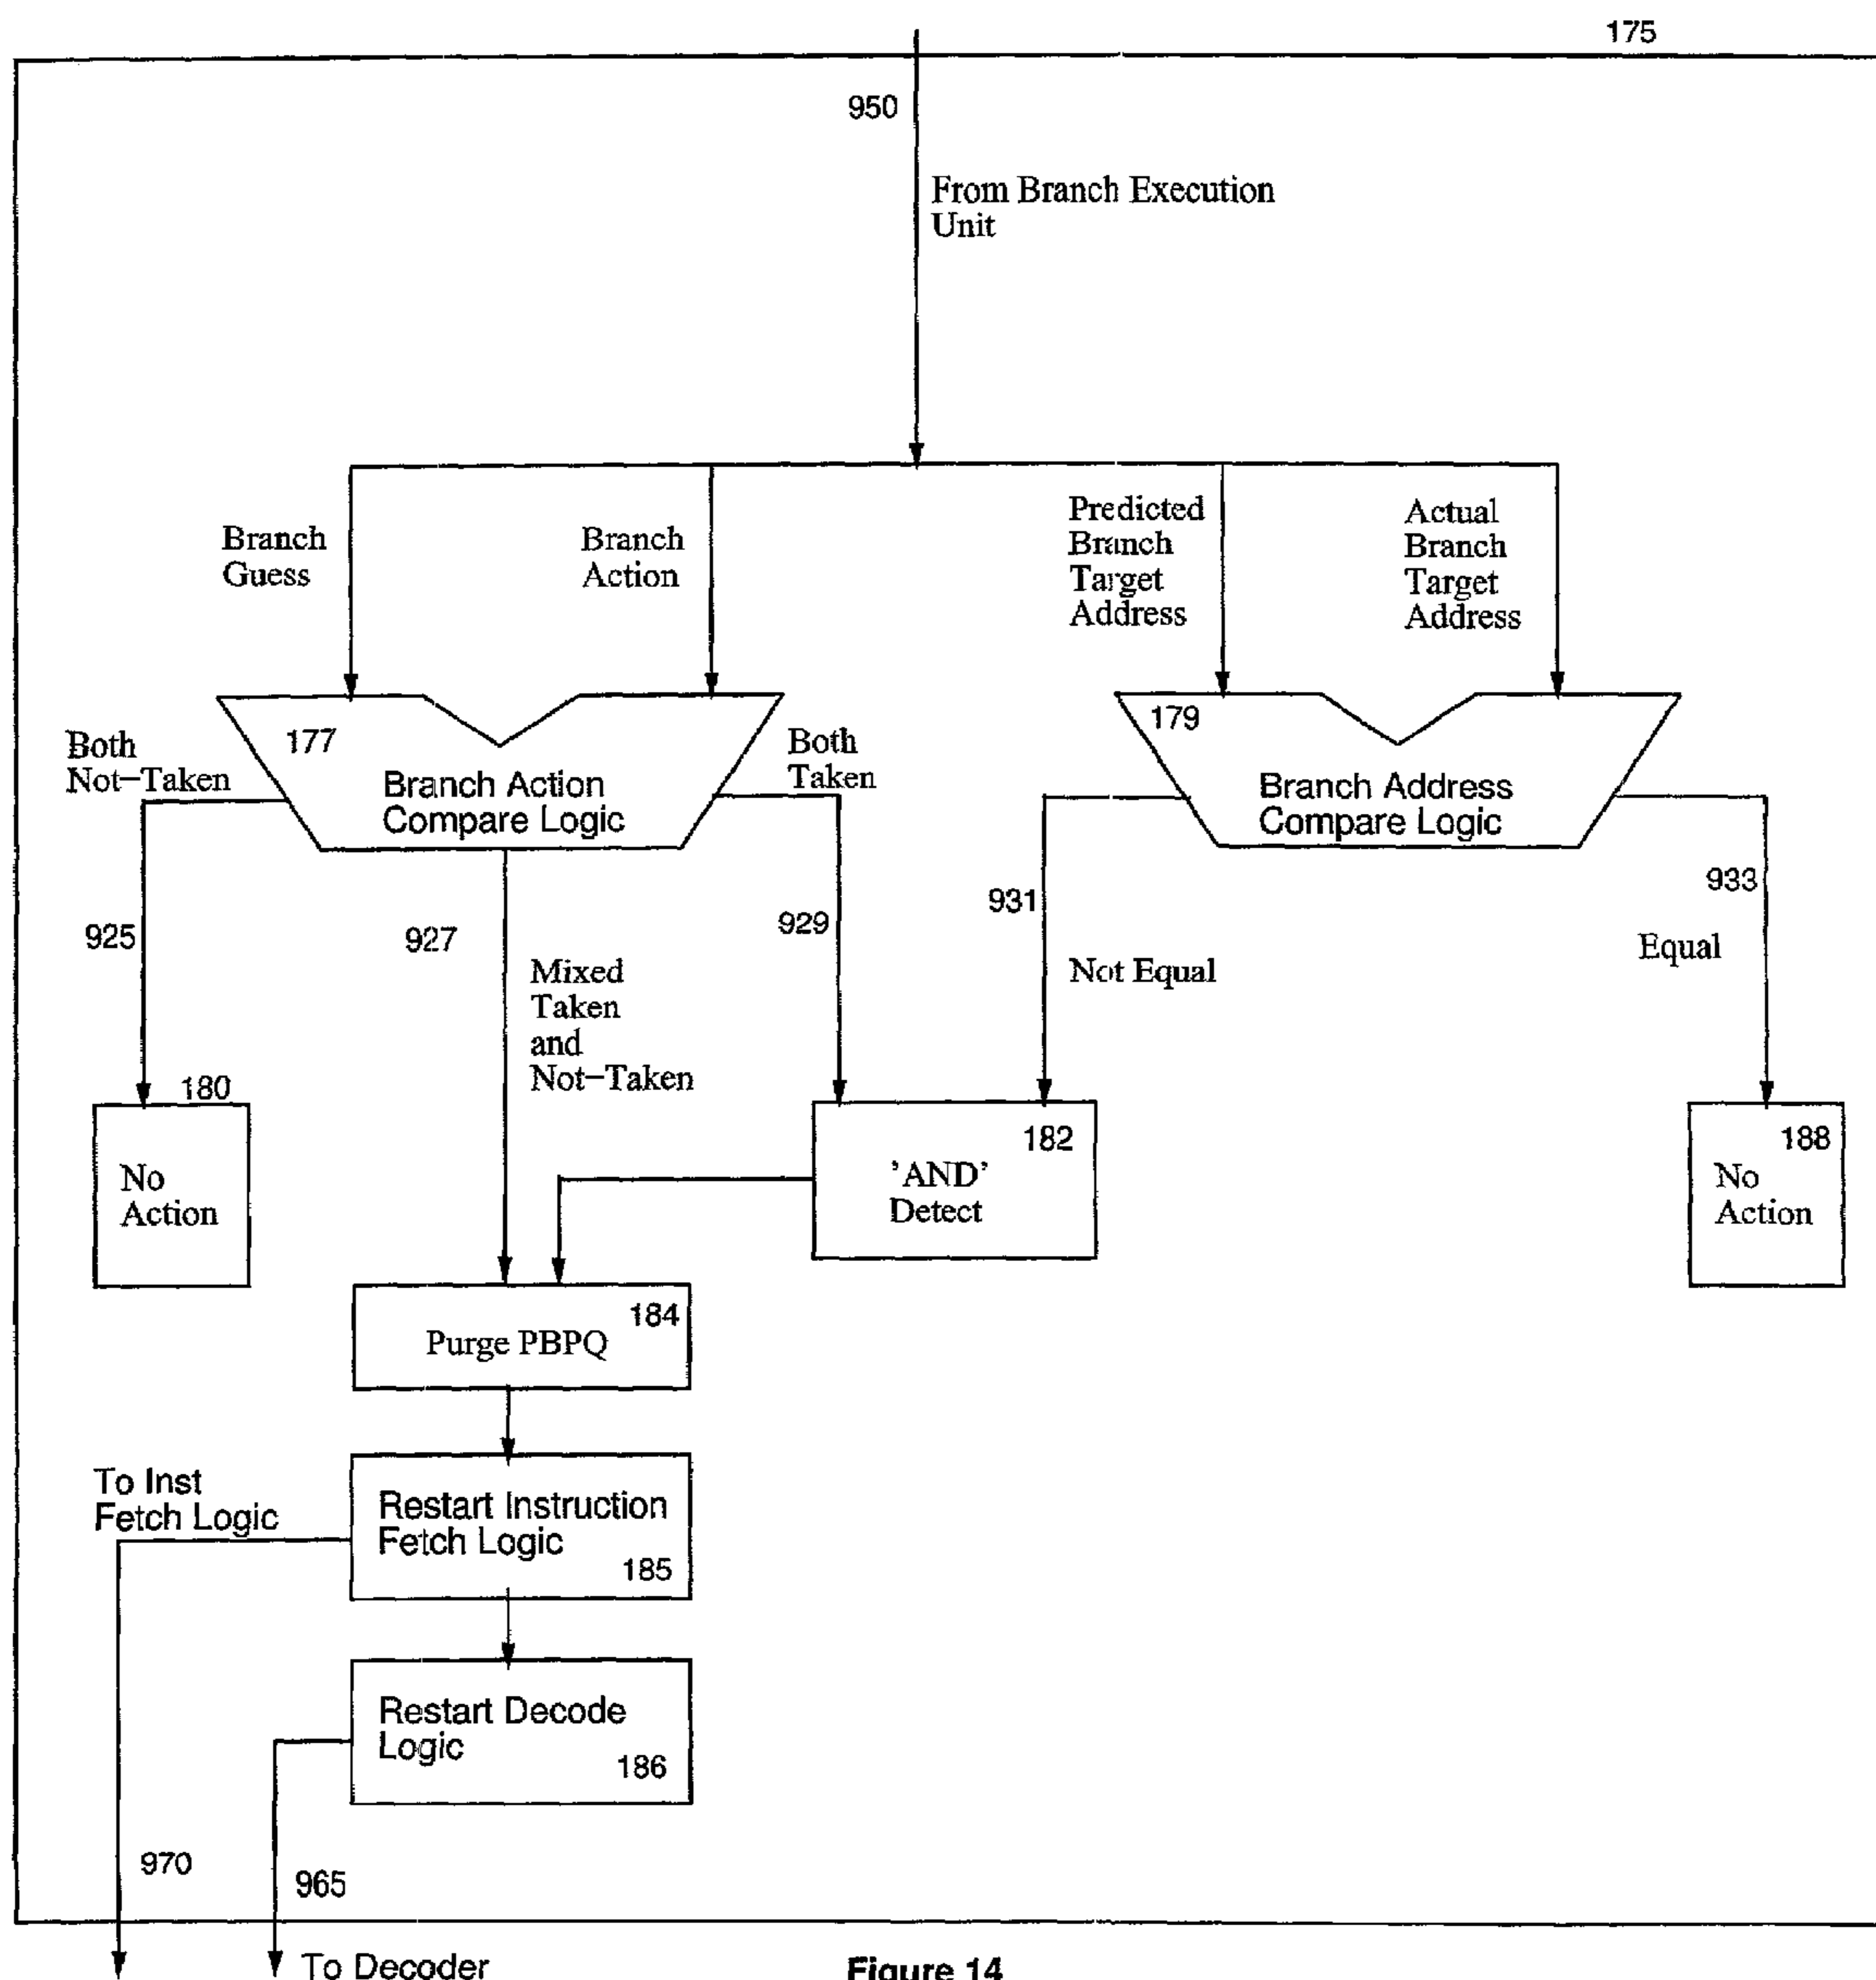 175
950
From Branch Execution
Unit
Branch
Guess
Branch
Action
Predicted
Branch
Target
Address
Actual
Branch
Target
Address
177
Branch Action
Compare Logic
179
Branch Address
Compare Logic
Both
Not-Taken
Both
Taken
925
927
929
931
933
Mixed
Taken
and
Not-Taken
Not Equal
Equal
180
No
Action
182
'AND'
Detect
188
No
Action
184
Purge PBPQ
To Inst
Fetch Logic
Restart Instruction
Fetch Logic
185
Restart Decode
Logic
186
970
965
To Decoder
Figure 14